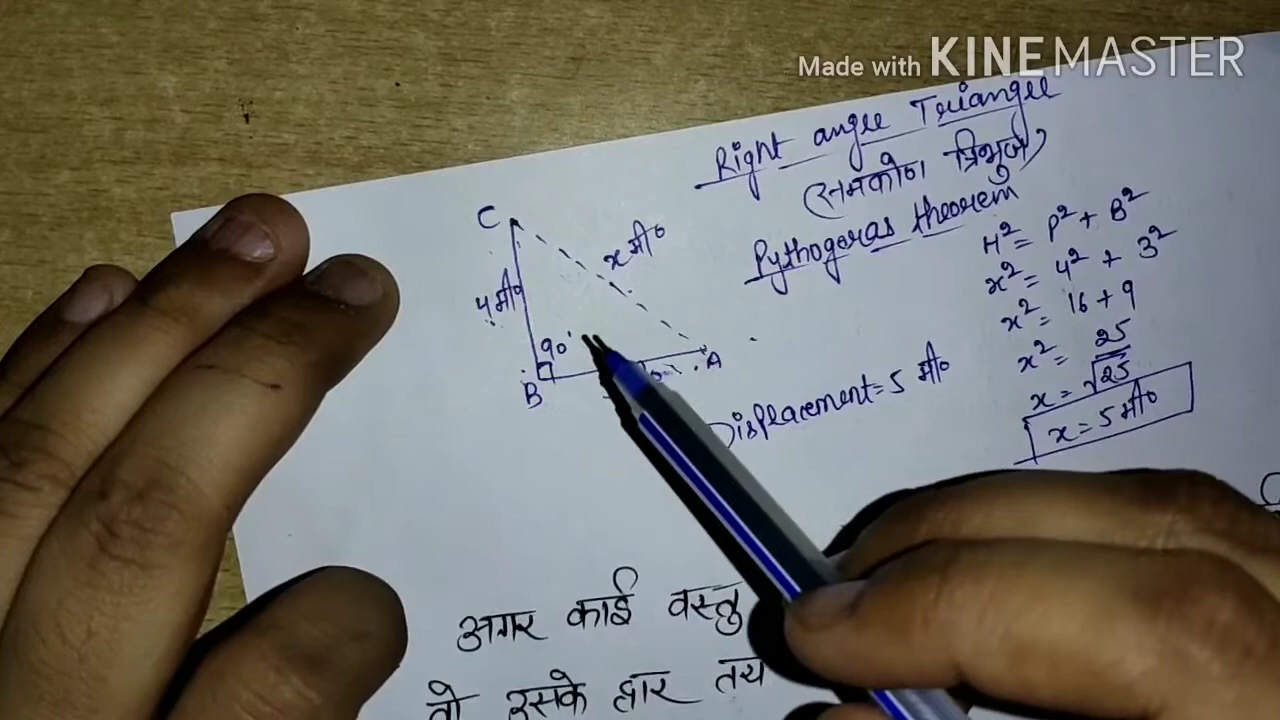 Made with KINEMASTER
Right angle Triangle
(समकोण त्रिभुज)
Pythogoras theorem
C
x मी०
4 मी०
90°
B
A
H² = P² + B²
x² = 4² + 3²
x² = 16 + 9
x² = 25
x = √25
x = 5 मी०
Displacement = 5 मी०
अगर काई वस्तु
तो उसके द्वार तय